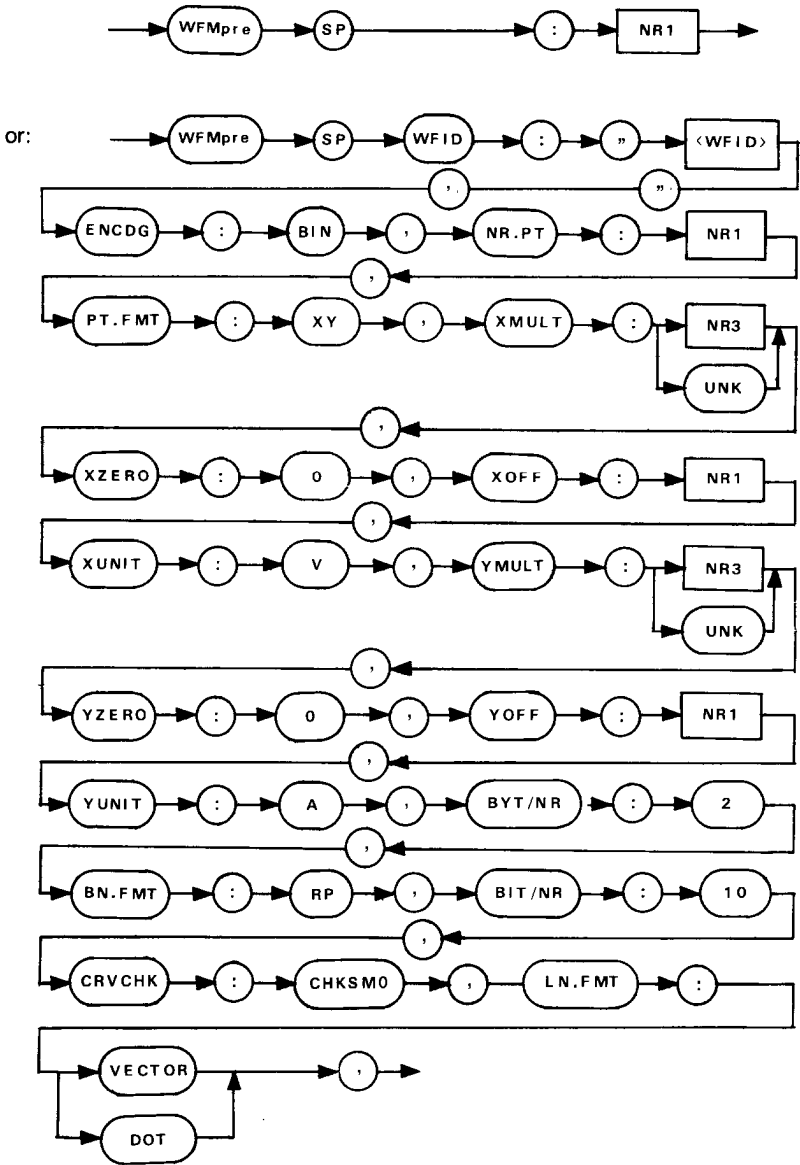 WFMpre SP : NR1
or: WFMpre SP WFID : " <WFID>
, "
ENCDG : BIN , NR.PT : NR1
,
PT.FMT : XY , XMULT : NR3
UNK
,
XZERO : 0 , XOFF : NR1
,
XUNIT : V , YMULT : NR3
UNK
,
YZERO : 0 , YOFF : NR1
,
YUNIT : A , BYT/NR : 2
,
BN.FMT : RP , BIT/NR : 10
,
CRVCHK : CHKSM0 , LN.FMT :
VECTOR ,
DOT